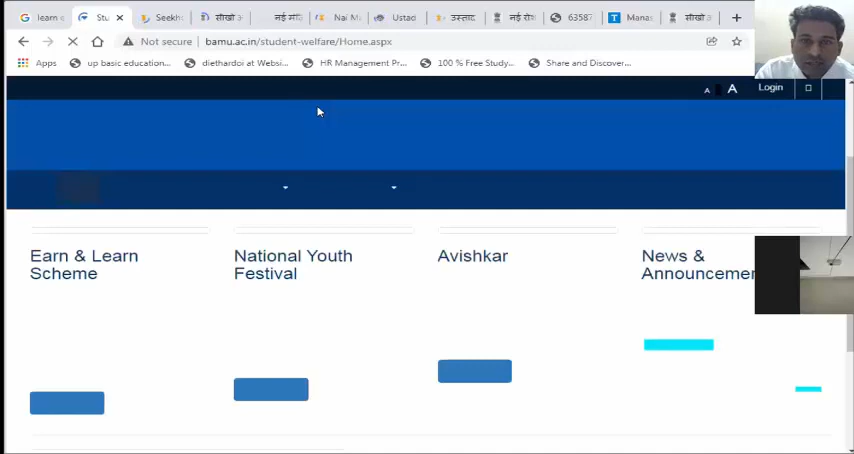 learn e
Stu
Seekh
सीखो अ
नई मंि
Nai Ma
Ustad
उस्ताद
नई रोश
63587
Manas
सीखो अ
Not secure
bamu.ac.in/student-welfare/Home.aspx
Apps
up basic education...
diethardoi at Websi...
HR Management Pr...
100 % Free Study...
Share and Discover...
A
A
Login
Earn & Learn
Scheme
National Youth
Festival
Avishkar
News &
Announcemen